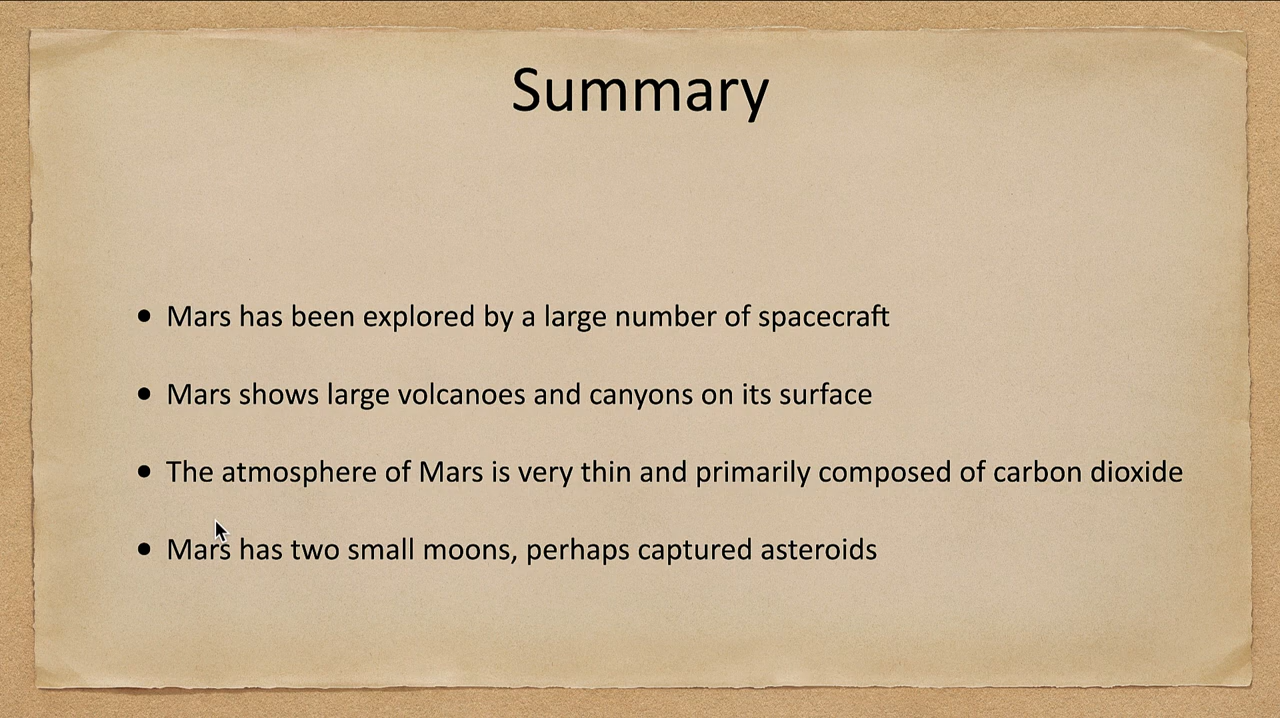 Summary
• Mars has been explored by a large number of spacecraft
• Mars shows large volcanoes and canyons on its surface
• The atmosphere of Mars is very thin and primarily composed of carbon dioxide
• Mars has two small moons, perhaps captured asteroids